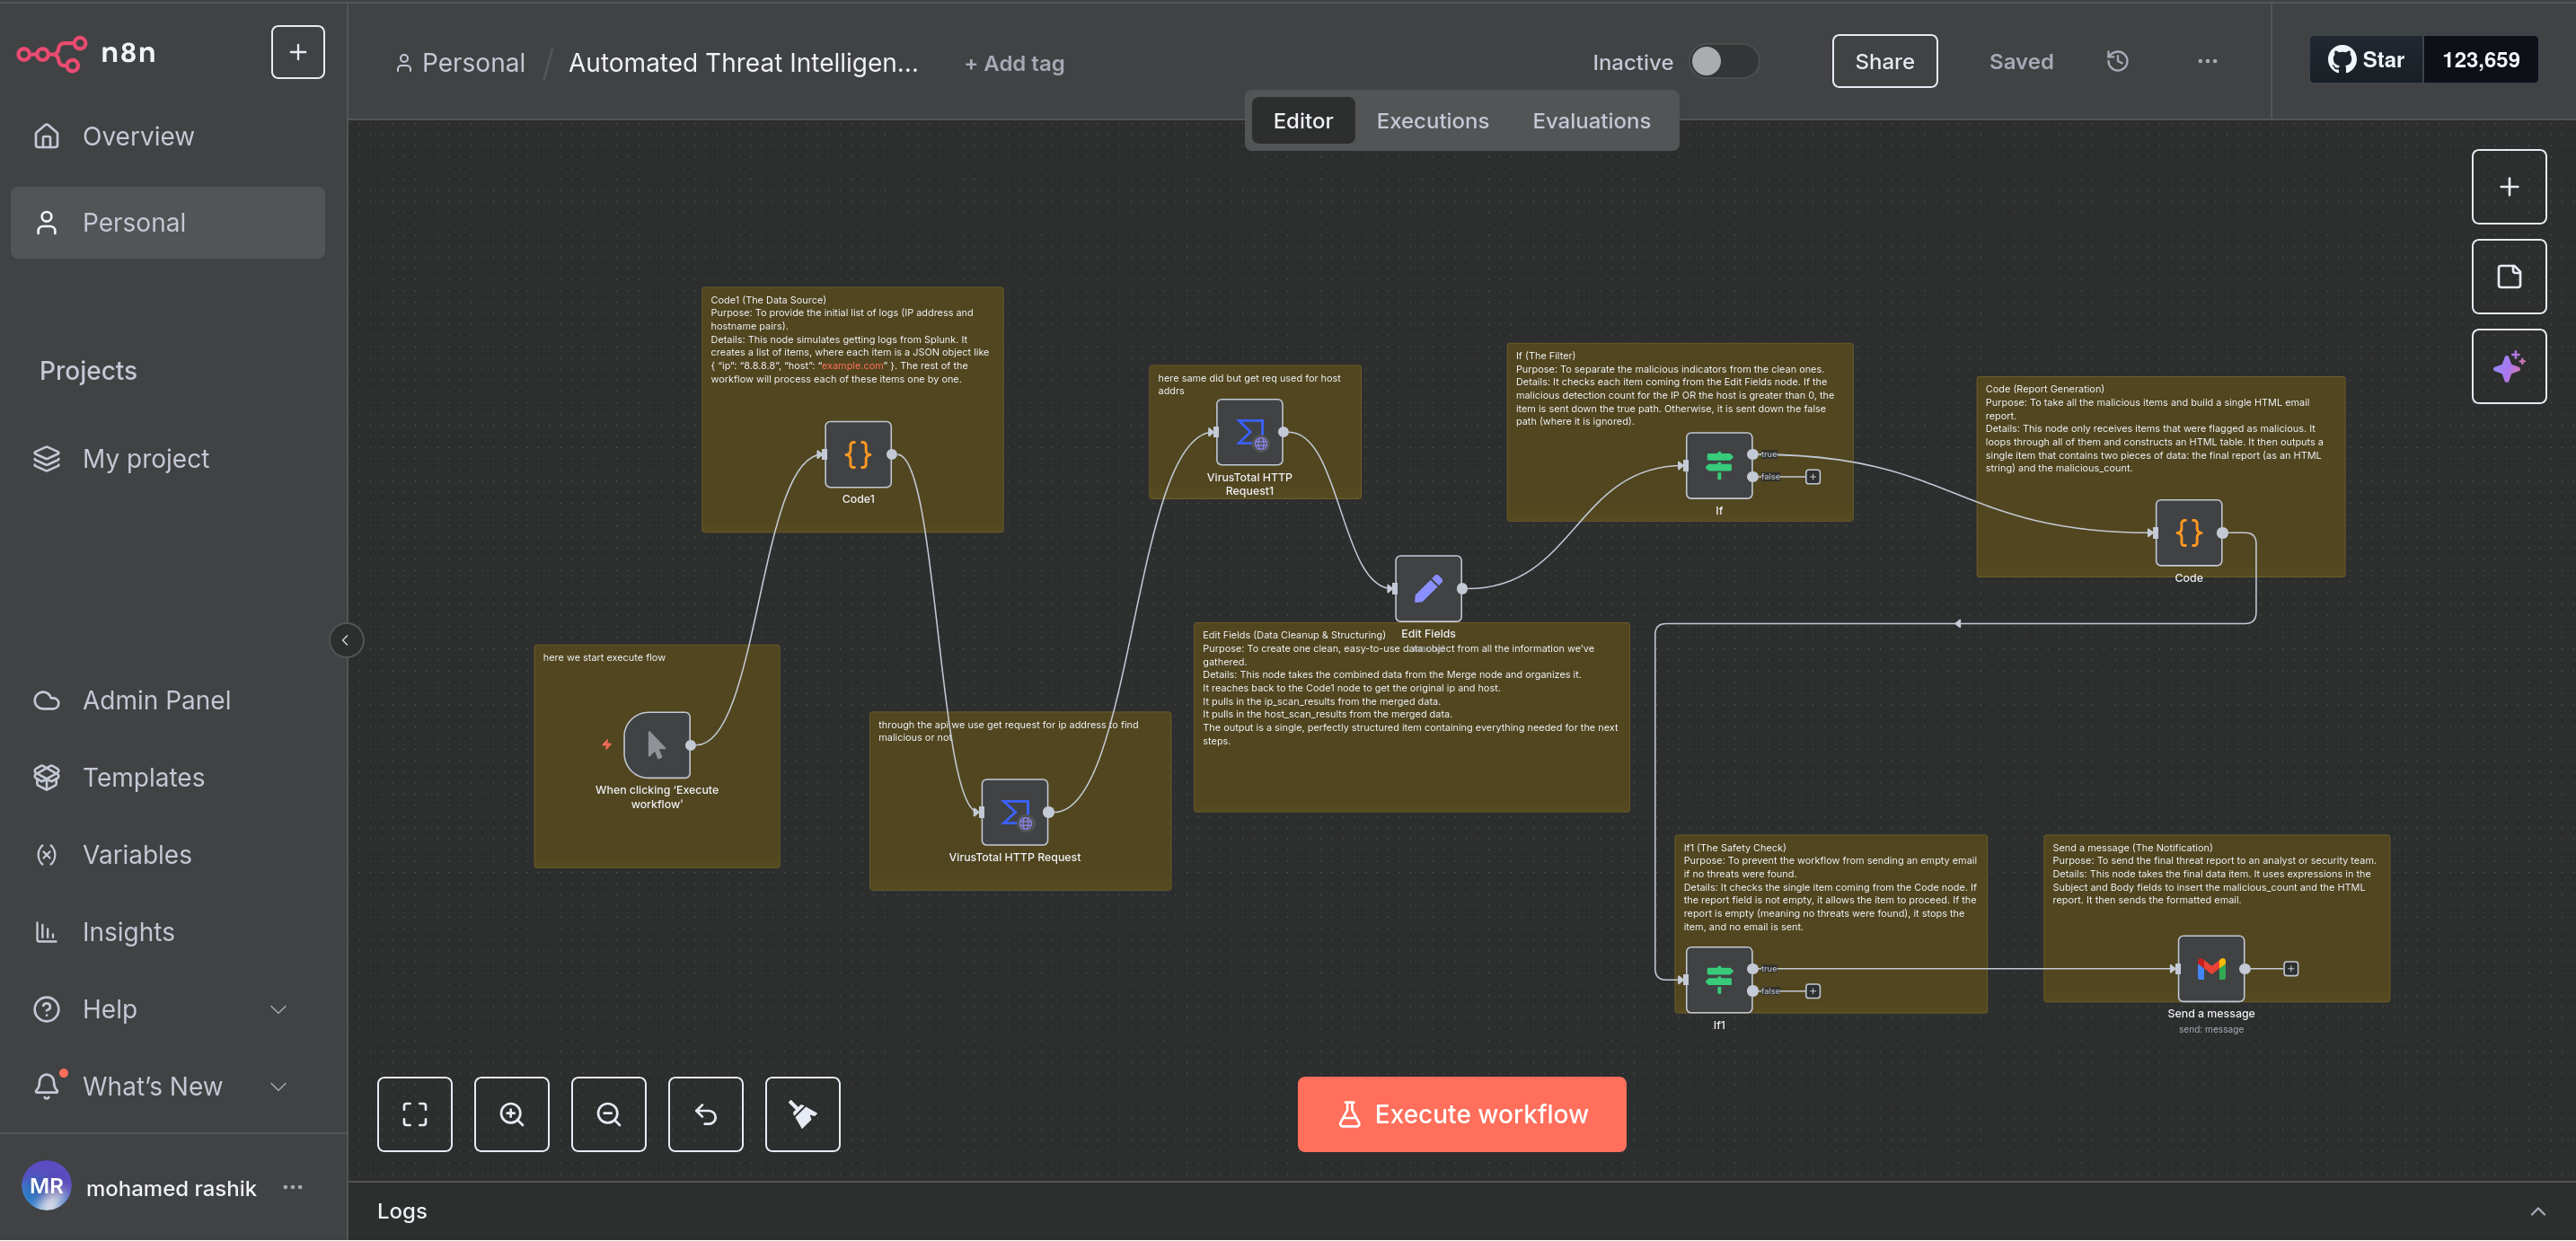 n8n
Personal / Automated Threat Intelligen...
+ Add tag
Inactive
Share
Saved
Star
123,659
Editor
Executions
Evaluations
Overview
Personal
Projects
My project
Admin Panel
Templates
Variables
Insights
Help
What's New
MR
mohamed rashik
Code1 (The Data Source)
Purpose: To provide the initial list of logs (IP address and
hostname pairs).
Details: This node simulates getting logs from Splunk. It
creates a list of items, where each item is a JSON object like
{ "ip": "8.8.8.8", "host": "example.com" }. The rest of the
workflow will process each of these items one by one.
Code1
here we start execute flow
When clicking 'Execute
workflow'
through the api we use get request for ip address to find
malicious or not
VirusTotal HTTP Request
here same did but get req used for host
addrs
VirusTotal HTTP
Request1
Edit Fields
Edit Fields (Data Cleanup & Structuring)
Purpose: To create one clean, easy-to-use data object from all the information we've
gathered.
Details: This node takes the combined data from the Merge node and organizes it.
It reaches back to the Code1 node to get the original ip and host.
It pulls in the ip_scan_results from the merged data.
It pulls in the host_scan_results from the merged data.
The output is a single, perfectly structured item containing everything needed for the next
steps.
If (The Filter)
Purpose: To separate the malicious indicators from the clean ones.
Details: It checks each item coming from the Edit Fields node. If the
malicious detection count for the IP OR the host is greater than 0, the
item is sent down the true path. Otherwise, it is sent down the false
path (where it is ignored).
true
false
If
Code (Report Generation)
Purpose: To take all the malicious items and build a single HTML email
report.
Details: This node only receives items that were flagged as malicious. It
loops through all of them and constructs an HTML table. It then outputs a
single item that contains two pieces of data: the final report (as an HTML
string) and the malicious_count.
Code
If1 (The Safety Check)
Purpose: To prevent the workflow from sending an empty email
if no threats were found.
Details: It checks the single item coming from the Code node. If
the report field is not empty, it allows the item to proceed. If the
report is empty (meaning no threats were found), it stops the
item, and no email is sent.
true
false
If1
Send a message (The Notification)
Purpose: To send the final threat report to an analyst or security team.
Details: This node takes the final data item. It uses expressions in the
Subject and Body fields to insert the malicious_count and the HTML
report. It then sends the formatted email.
Send a message
send: message
Execute workflow
Logs